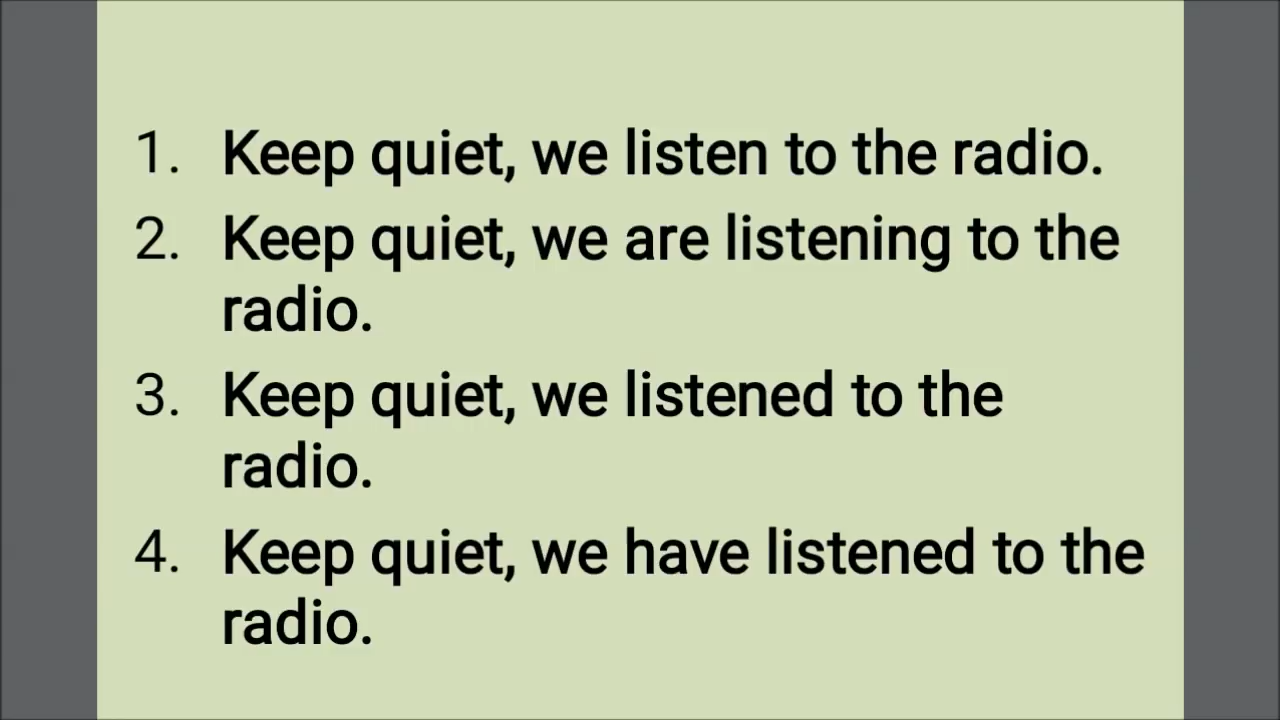 1. Keep quiet, we listen to the radio.
2. Keep quiet, we are listening to the
radio.
3. Keep quiet, we listened to the
radio.
4. Keep quiet, we have listened to the
radio.